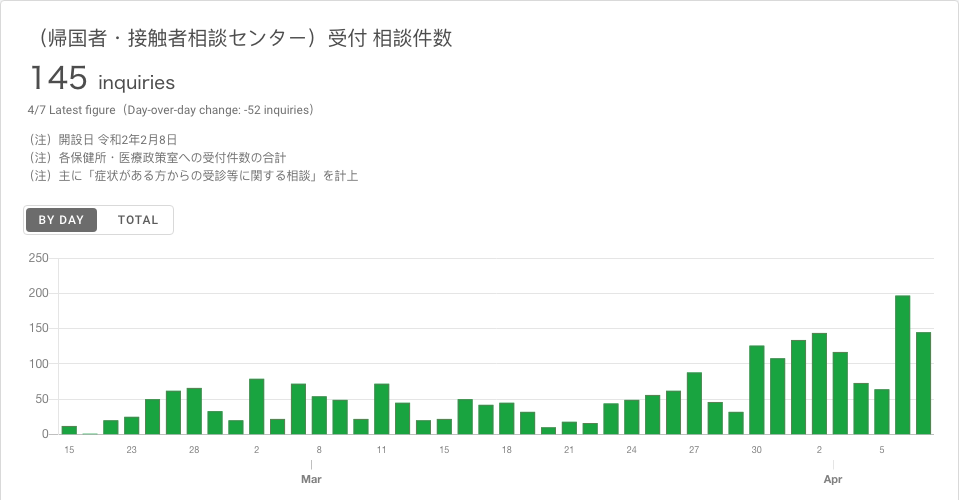 （帰国者・接触者相談センター）受付 相談件数
145 inquiries
4/7 Latest figure（Day-over-day change: -52 inquiries）
（注）開設日 令和2年2月8日
（注）各保健所・医療政策室への受付件数の合計
（注）主に「症状がある方からの受診等に関する相談」を計上
BY DAY TOTAL
250
200
150
100
50
0
15 23 28 2 8 11 15 18 21 24 27 30 2 5
Mar Apr